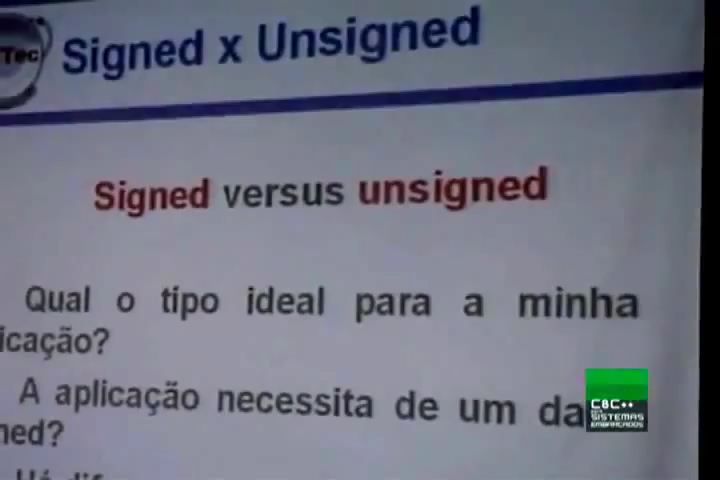 Tec
Signed x Unsigned
Signed versus unsigned
Qual o tipo ideal para a minha
icação?
A aplicação necessita de um da
ned?
C&C++
SISTEMAS
EMBARCADOS